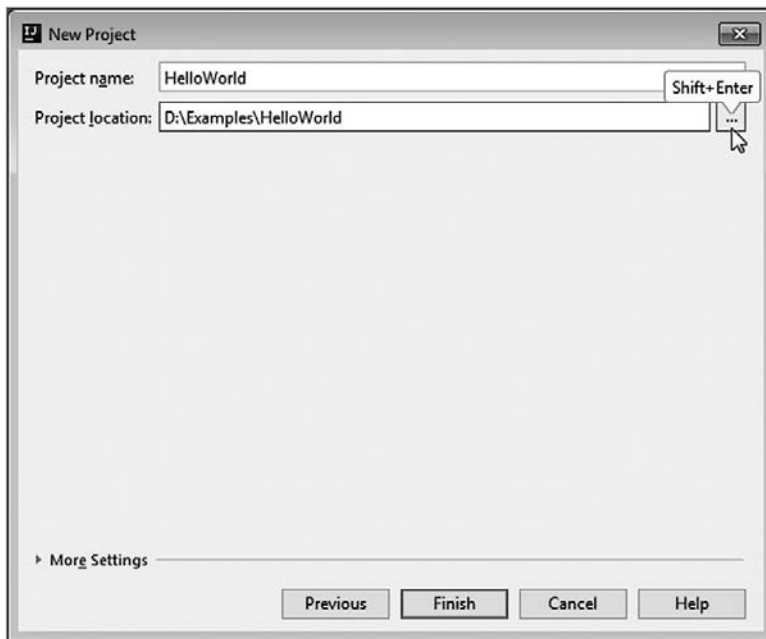 New Project
Project name: HelloWorld
Shift+Enter
Project location: D:\Examples\HelloWorld ...
More Settings
Previous Finish Cancel Help